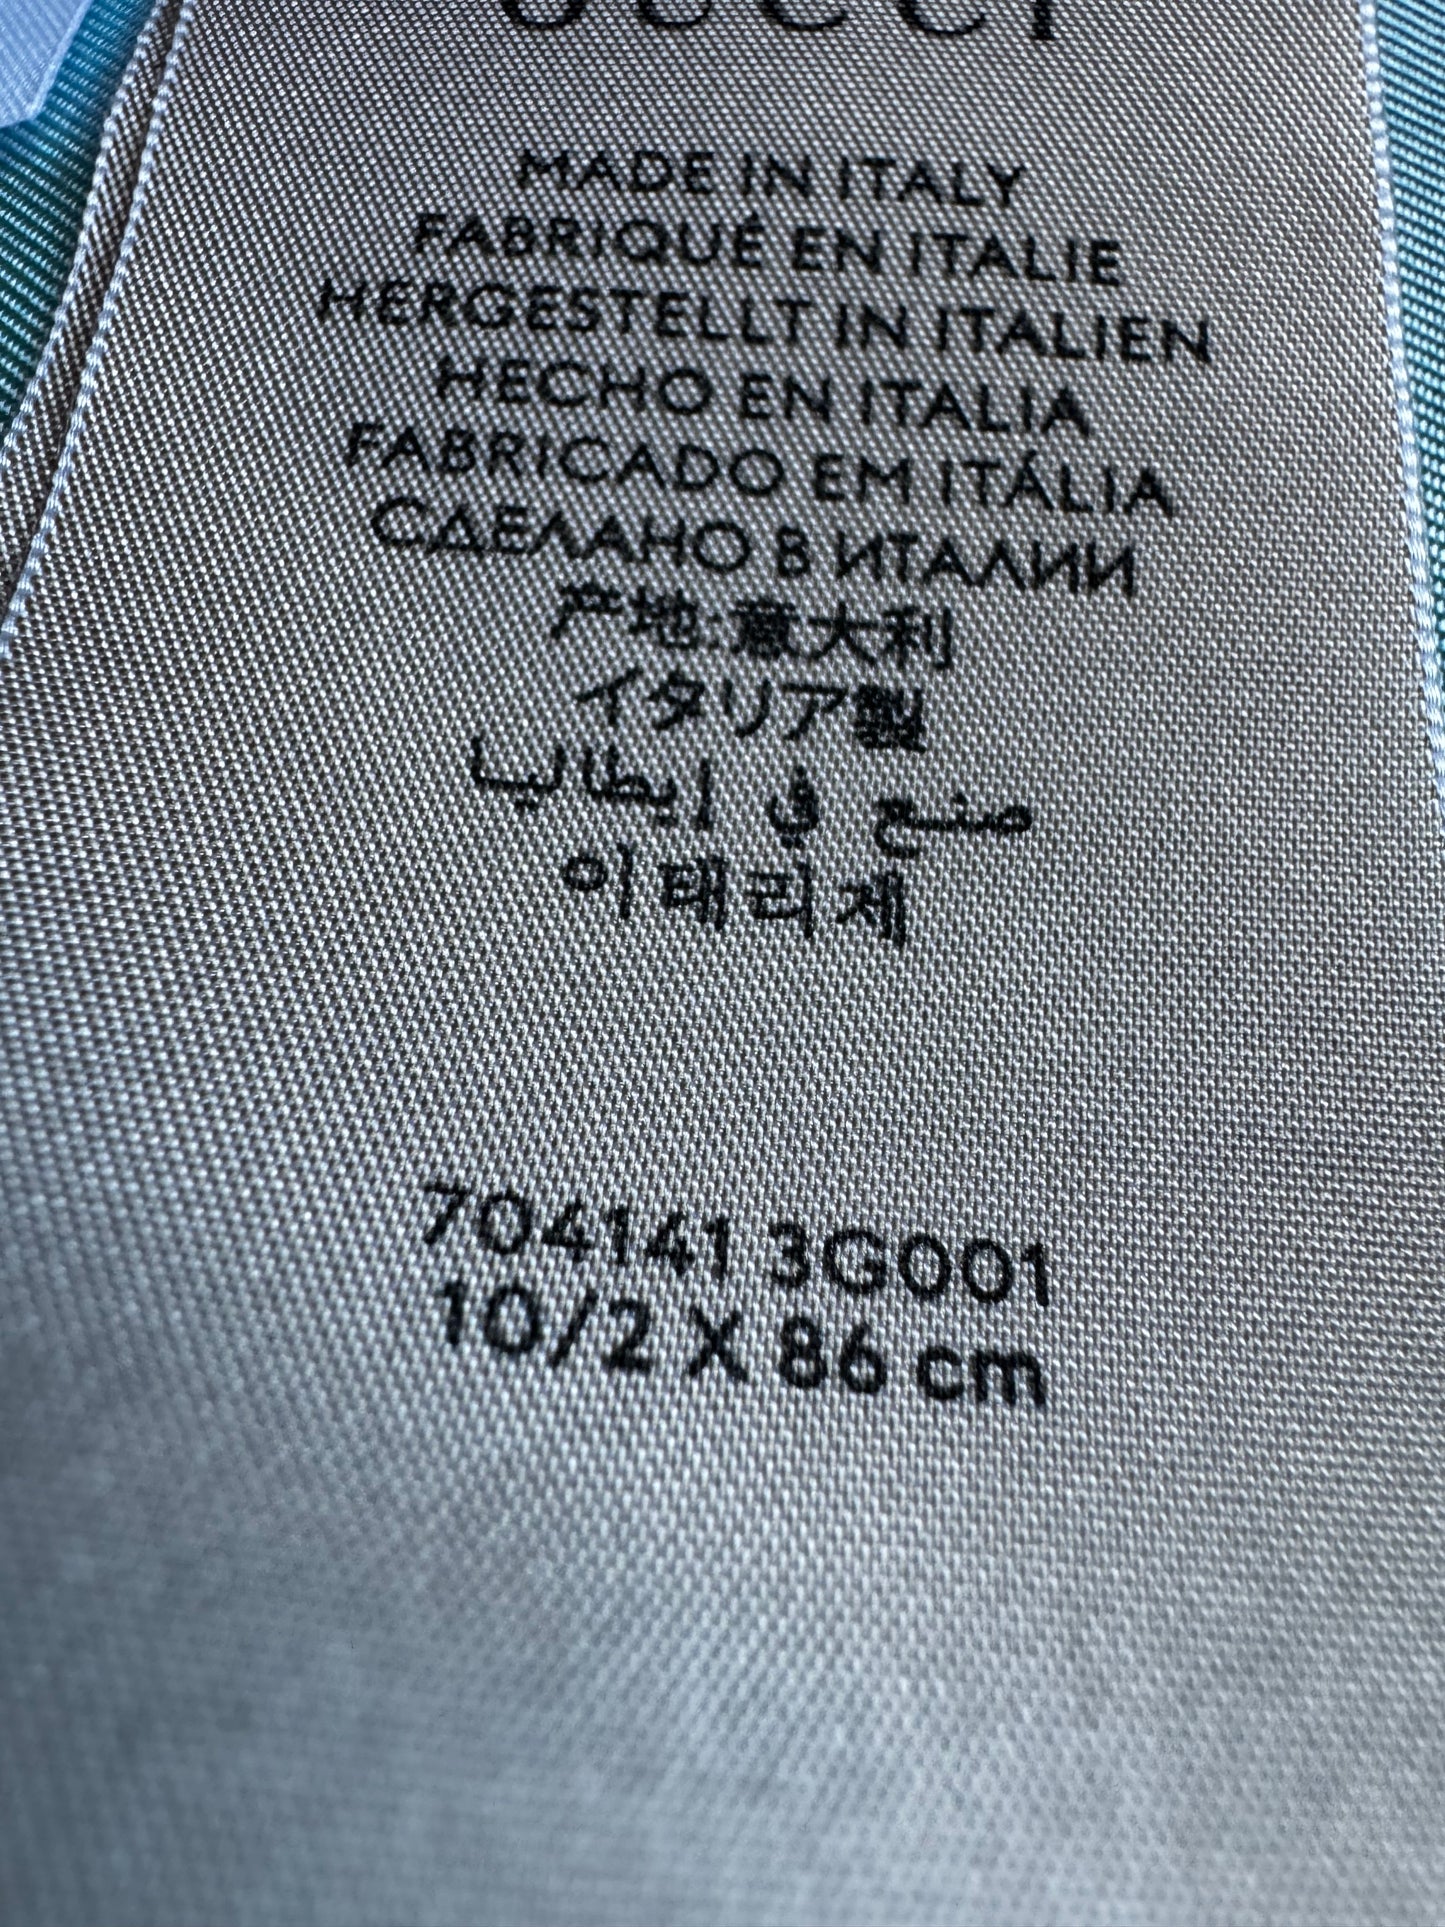 GUCCI
MADE IN ITALY
FABRIQUÉ EN ITALIE
HERGESTELLT IN ITALIEN
HECHO EN ITALIA
FABRICADO EM ITÁLIA
СДЕЛАНО В ИТАЛИИ
产地:意大利
イタリア製
صنع في ايطاليا
이태리제
704141 3G001
10/2 X 86 cm